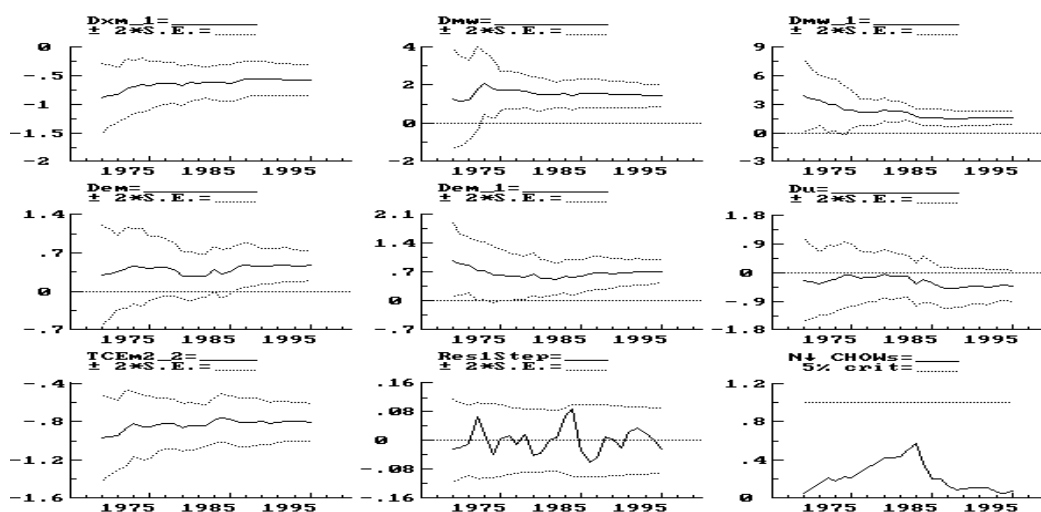 Dxm_1=
± 2*S.E.=
0
-.5
-1
-1.5
-2
1975 1985 1995
Dmw=
± 2*S.E.=
4
2
0
-2
1975 1985 1995
Dmw_1=
± 2*S.E.=
9
6
3
0
-3
1975 1985 1995
Dem=
± 2*S.E.=
1.4
.7
0
-.7
1975 1985 1995
Dem_1=
± 2*S.E.=
2.1
1.4
.7
0
-.7
1975 1985 1995
Du=
± 2*S.E.=
1.8
.9
0
-.9
-1.8
1975 1985 1995
TCEm2_2=
± 2*S.E.=
-.4
-.8
-1.2
-1.6
1975 1985 1995
Res1Step=
± 2*S.E.=
.16
.08
0
-.08
-.16
1975 1985 1995
N↓ CHOWs=
5% crit=
1.2
.8
.4
0
1975 1985 1995